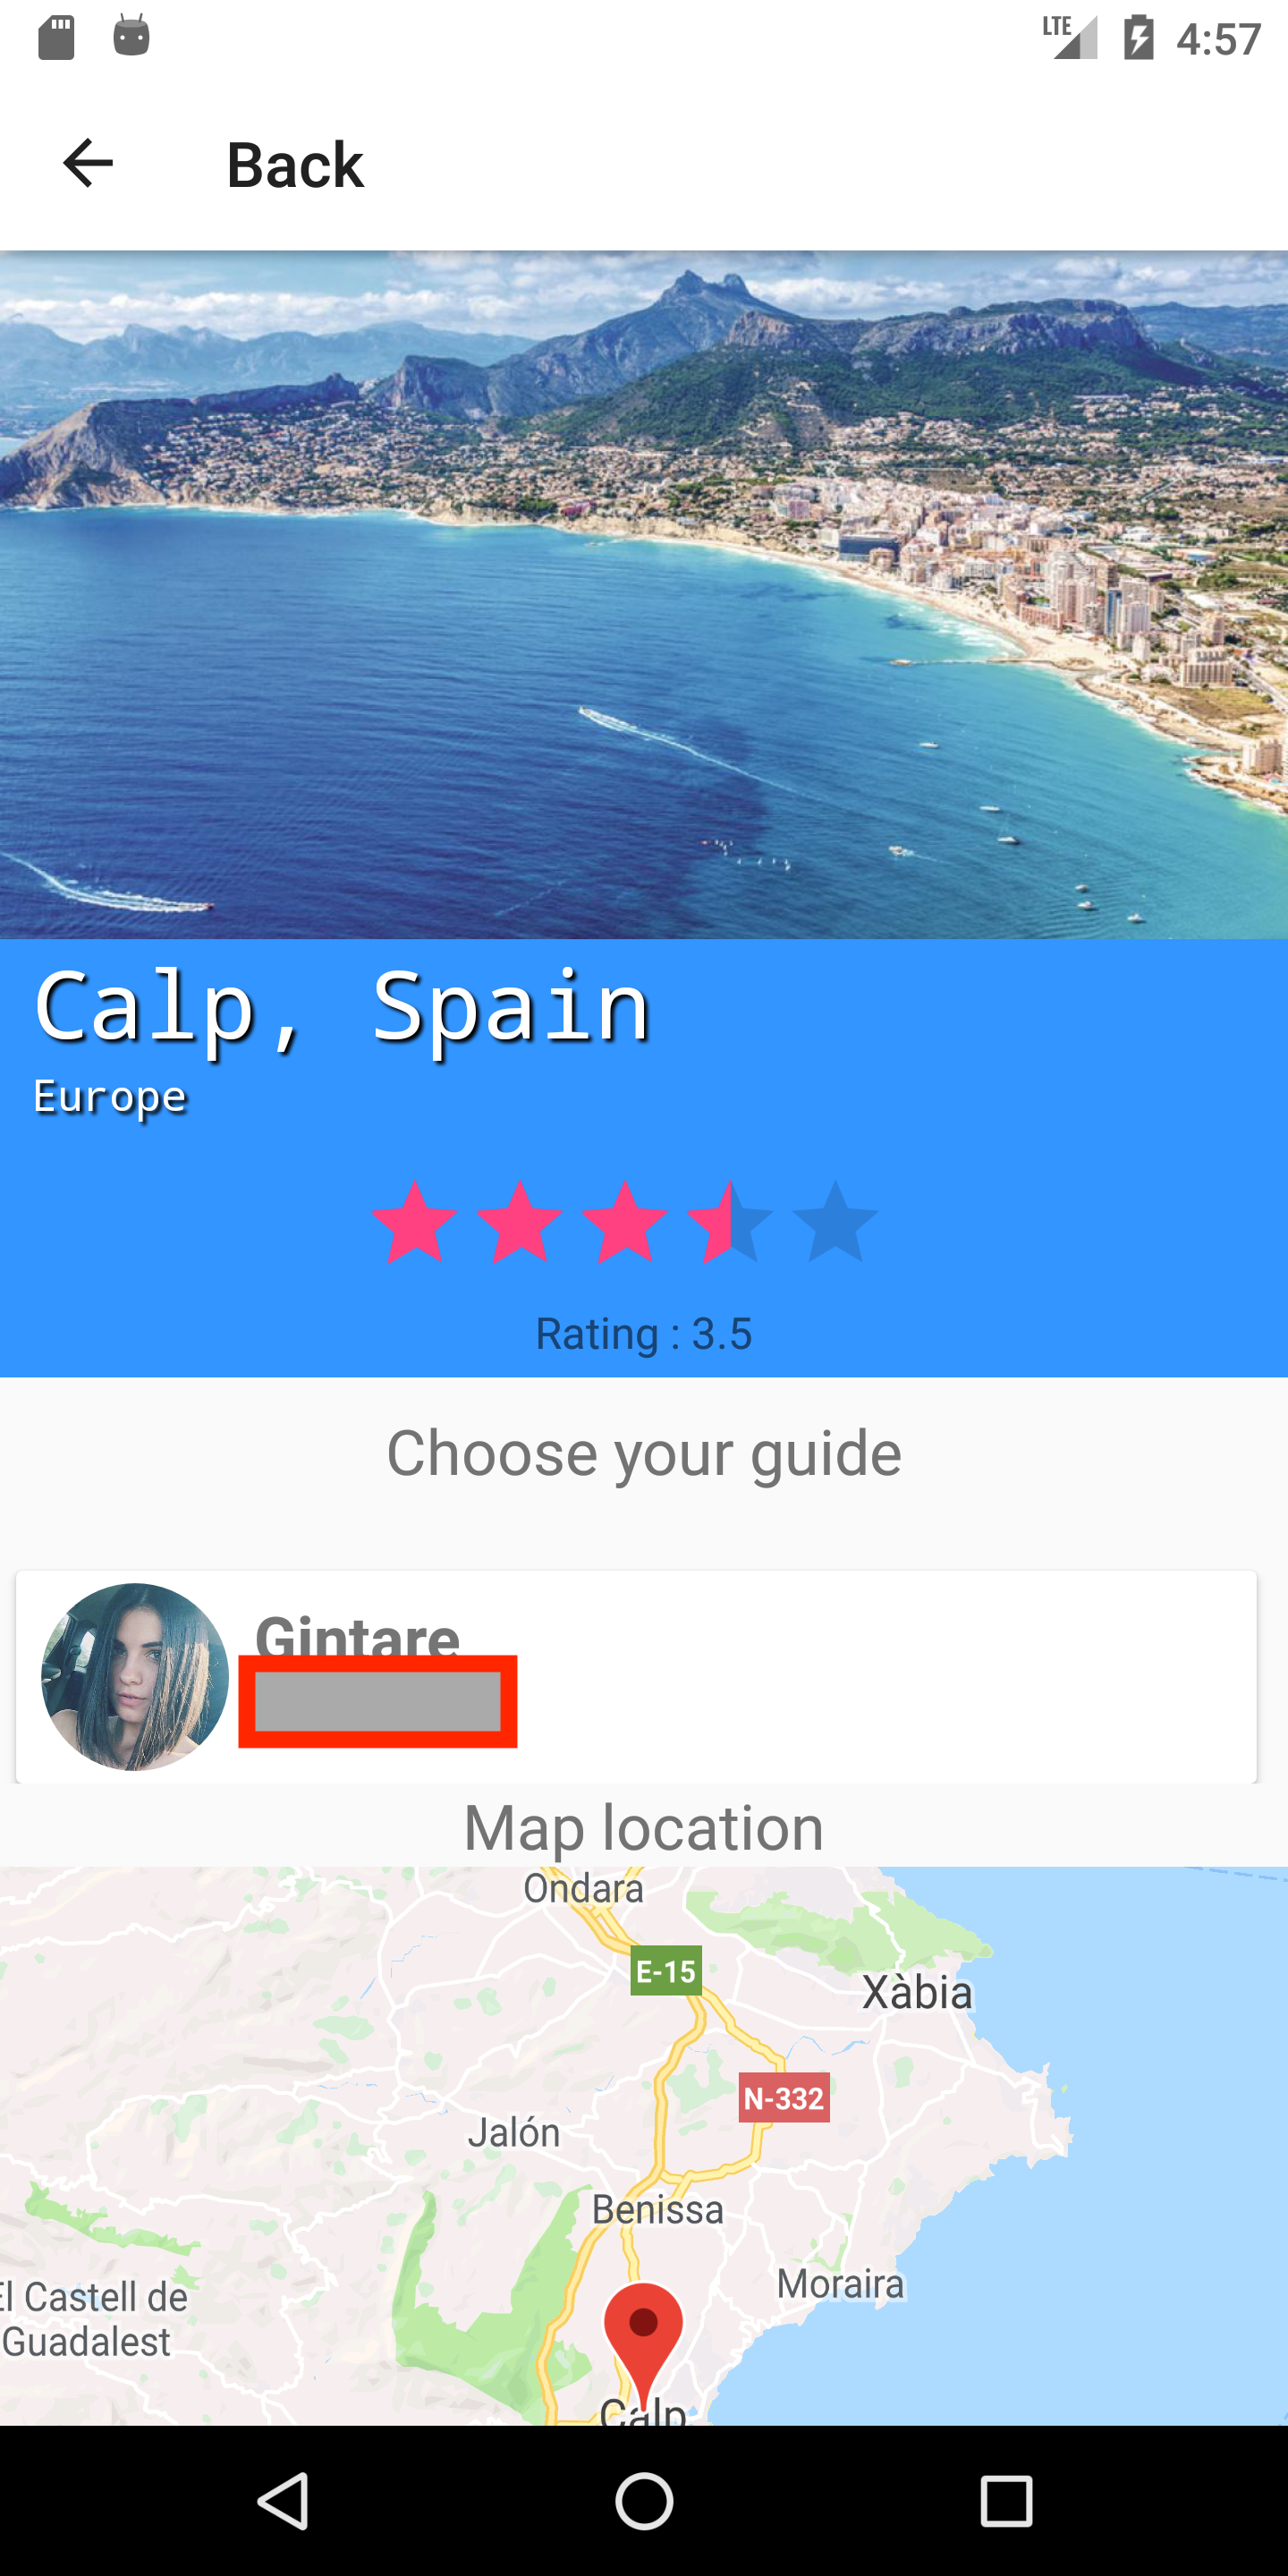 LTE 4:57
Back
Calp, Spain
Europe
Rating : 3.5
Choose your guide
Gintare
Map location
Ondara
E-15
Xàbia
N-332
Jalón
Benissa
Moraira
El Castell de
Guadalest
Calp